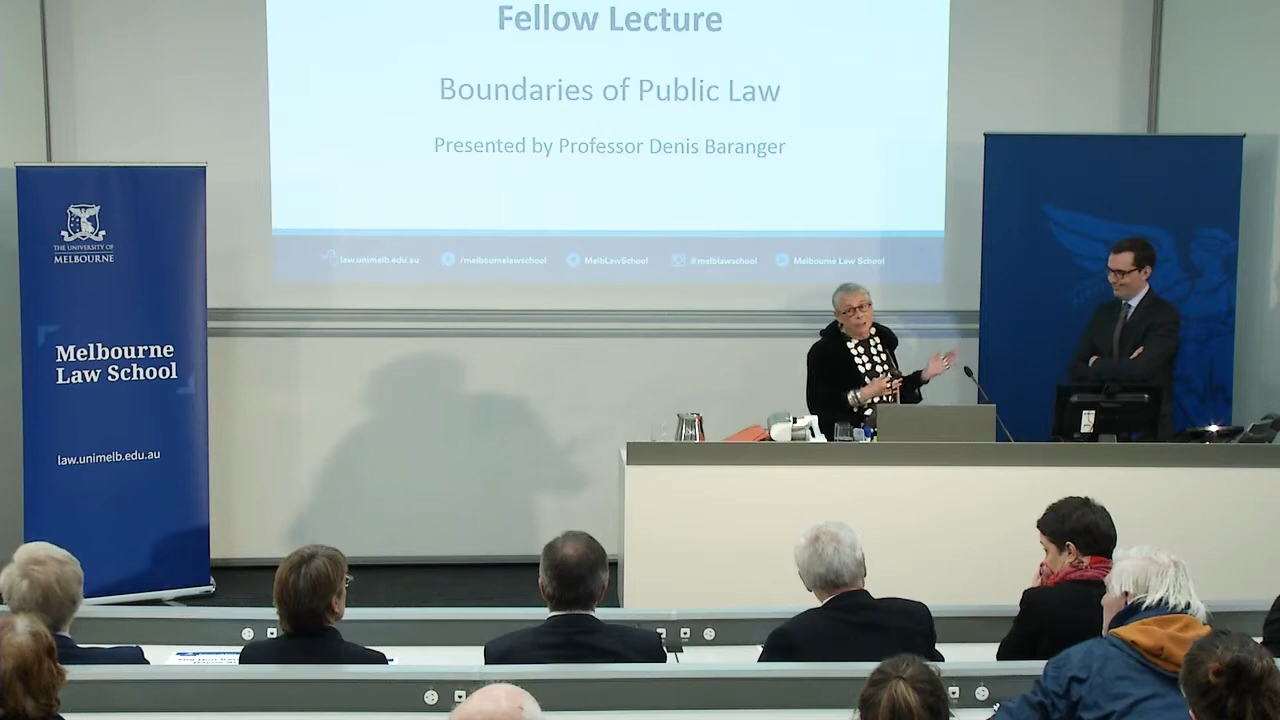 Fellow Lecture
Boundaries of Public Law
Presented by Professor Denis Baranger
law.unimelb.edu.au
/melbournelawschool
MelbLawSchool
#melblawschool
Melbourne Law School
THE UNIVERSITY OF
MELBOURNE
Melbourne
Law School
law.unimelb.edu.au